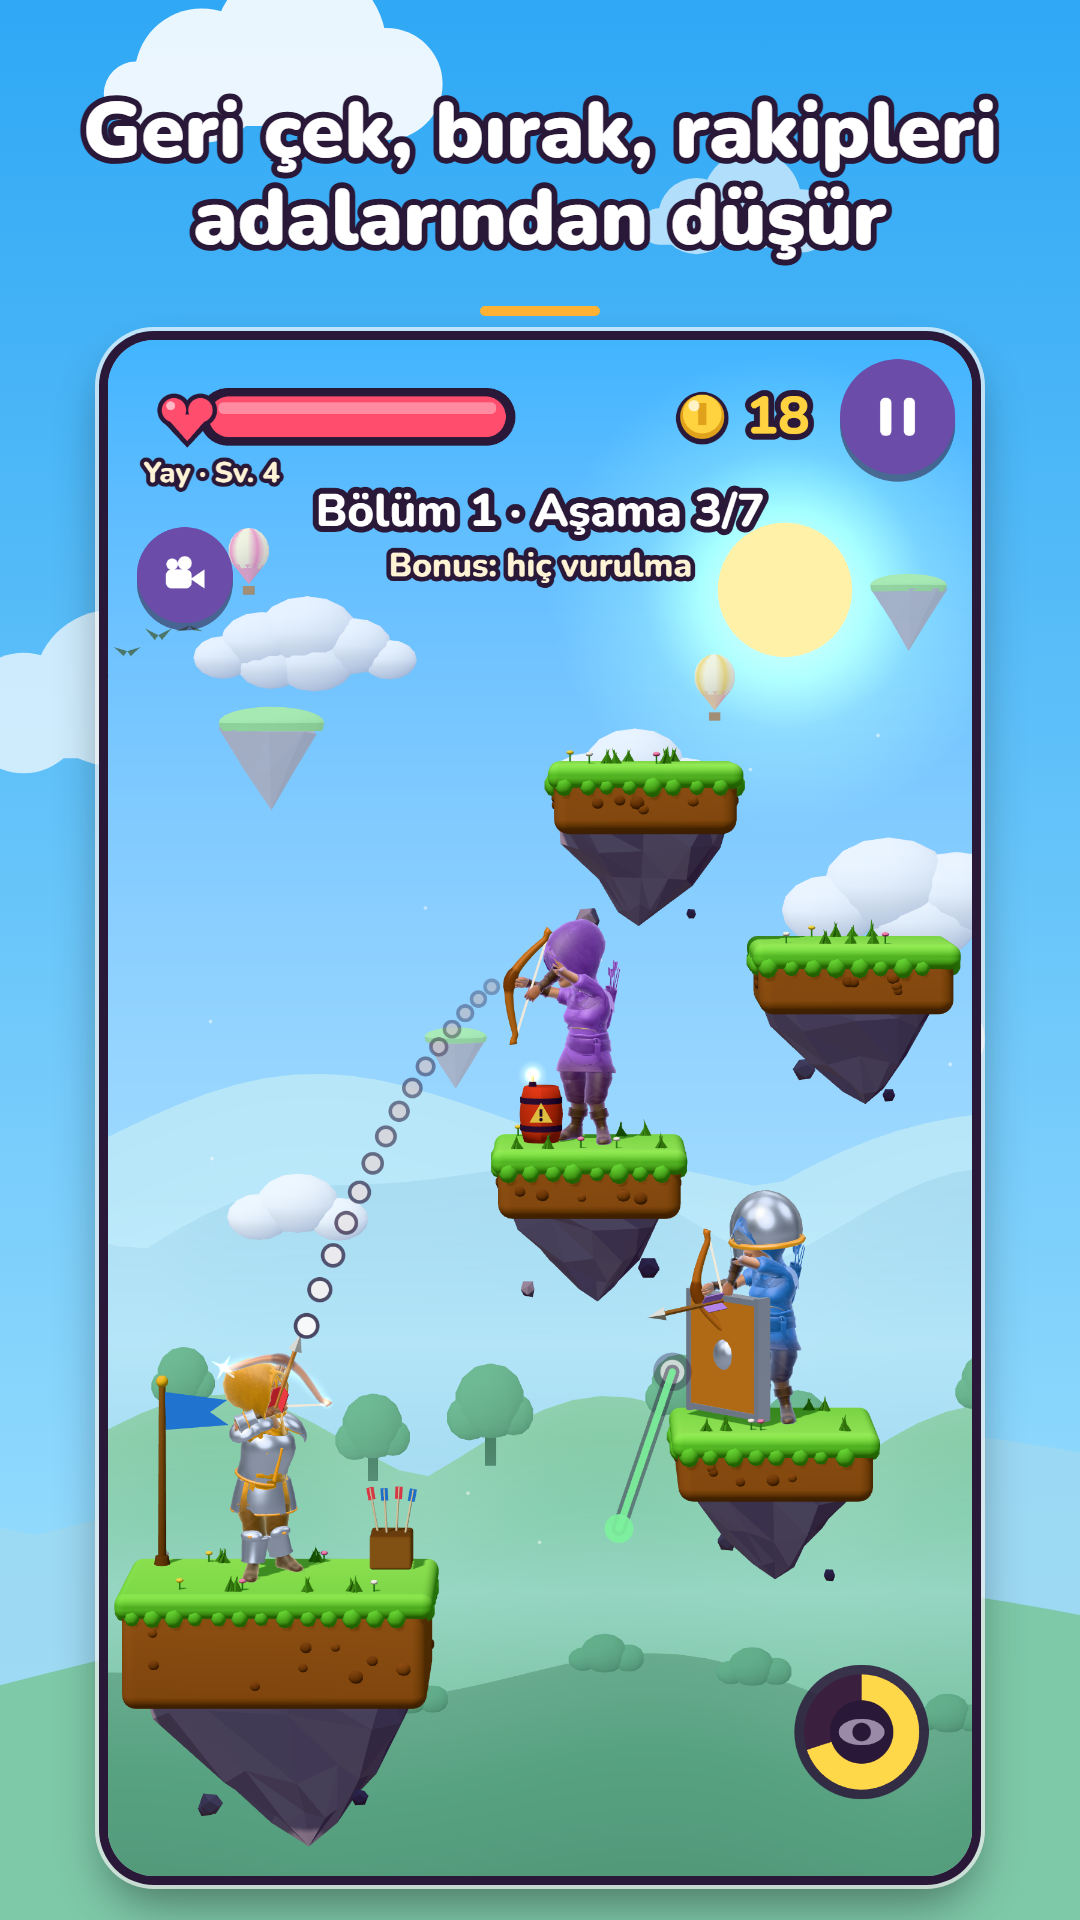 Geri çek, bırak, rakipleri
adalarından düşür
18
Yay · Sv. 4
Bölüm 1 · Aşama 3/7
Bonus: hiç vurulma